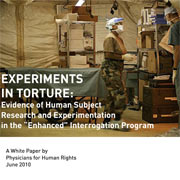 EXPERIMENTS
IN TORTURE:
Evidence of Human Subject
Research and Experimentation
in the “Enhanced” Interrogation Program
A White Paper by
Physicians for Human Rights
June 2010